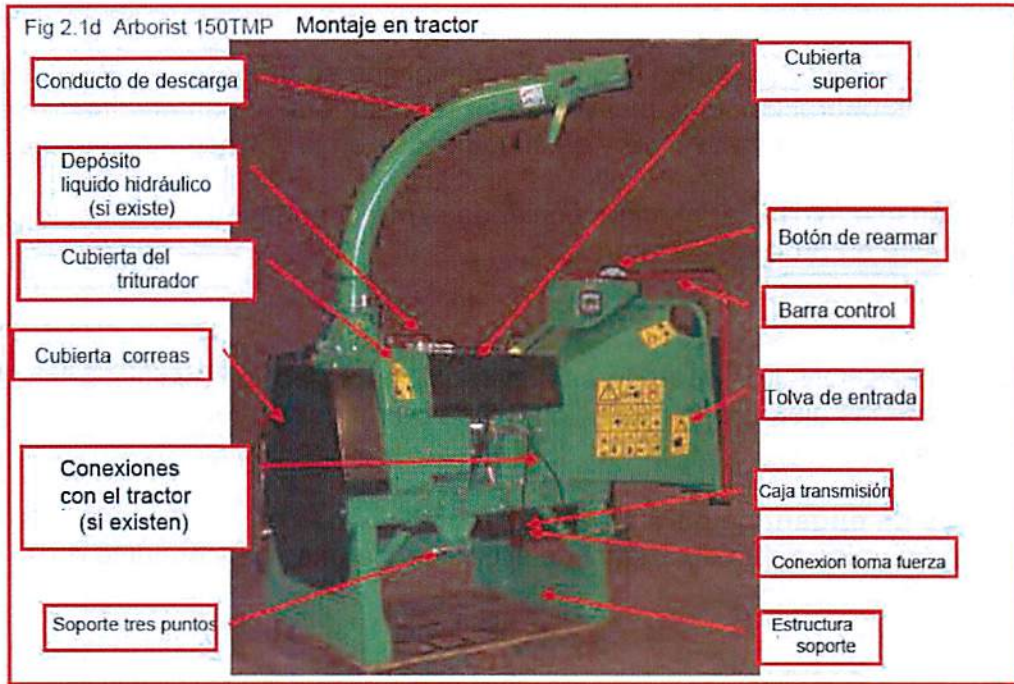 Fig 2.1d Arborist 150TMP Montaje en tractor
Conducto de descarga
Cubierta
superior
Depósito
liquido hidráulico
(si existe)
Botón de rearmar
Cubierta del
triturador
Barra control
Cubierta correas
Tolva de entrada
Conexiones
con el tractor
(si existen)
Caja transmisión
Conexion toma fuerza
Soporte tres puntos
Estructura
soporte